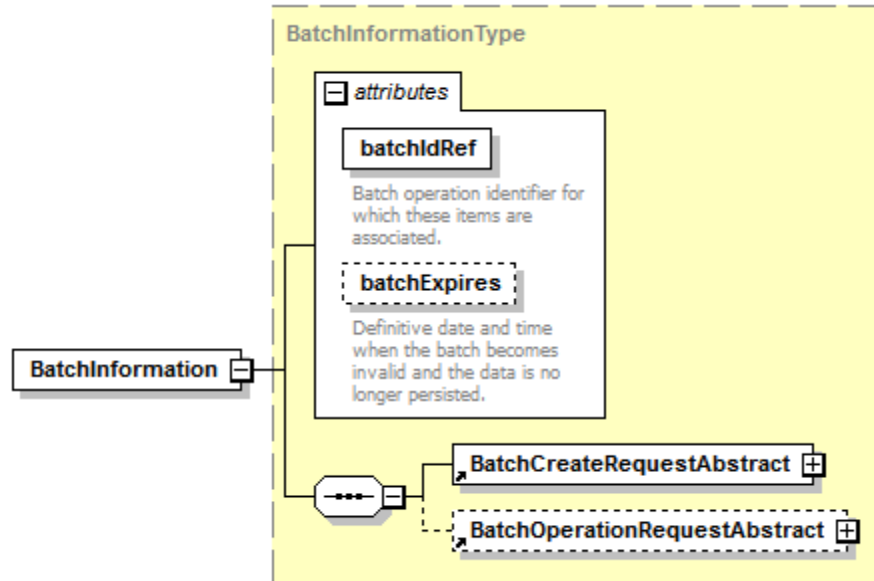 BatchInformationType
attributes
batchIdRef
Batch operation identifier for
which these items are
associated.
batchExpires
Definitive date and time
when the batch becomes
invalid and the data is no
longer persisted.
BatchInformation
BatchCreateRequestAbstract
BatchOperationRequestAbstract